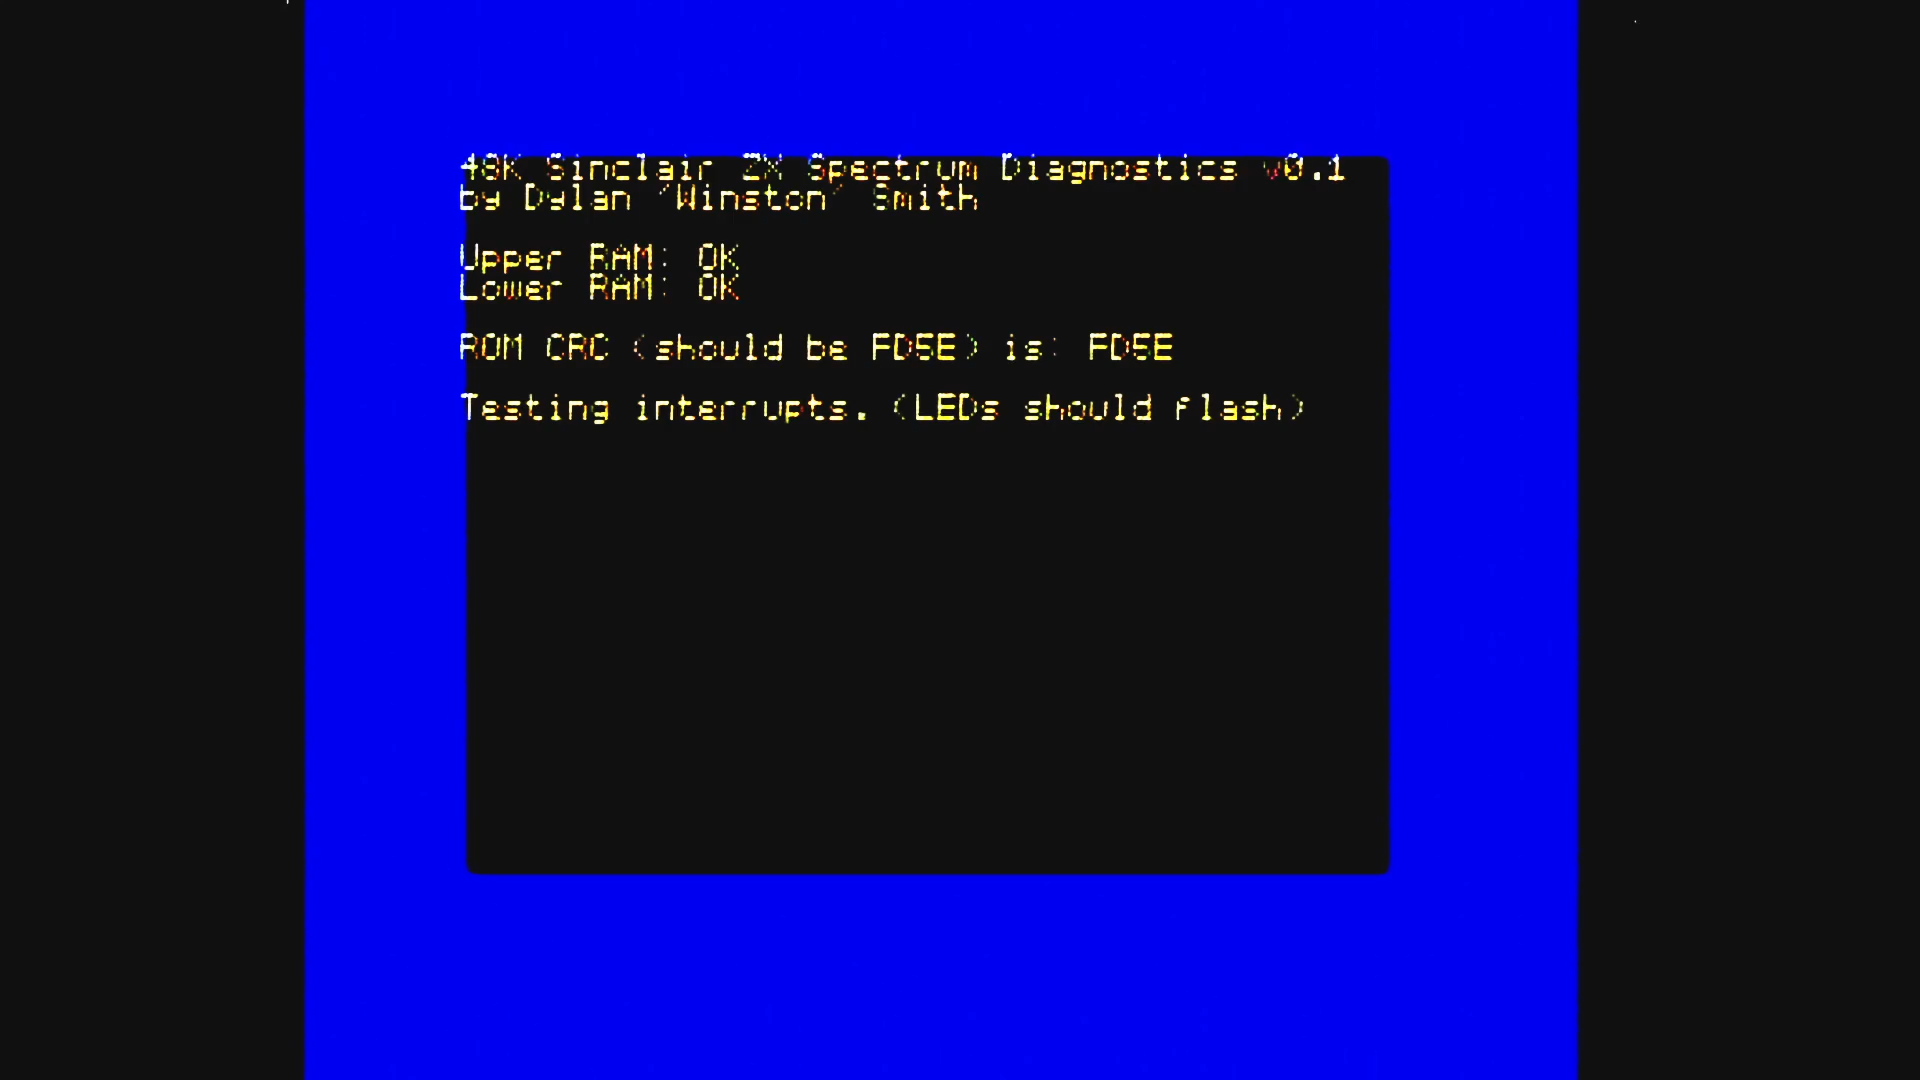 48K Sinclair ZX Spectrum Diagnostics v0.1
by Dylan 'Winston' Smith
Upper RAM: OK
Lower RAM: OK
ROM CRC (should be FD5E) is: FD5E
Testing interrupts. (LEDs should flash)